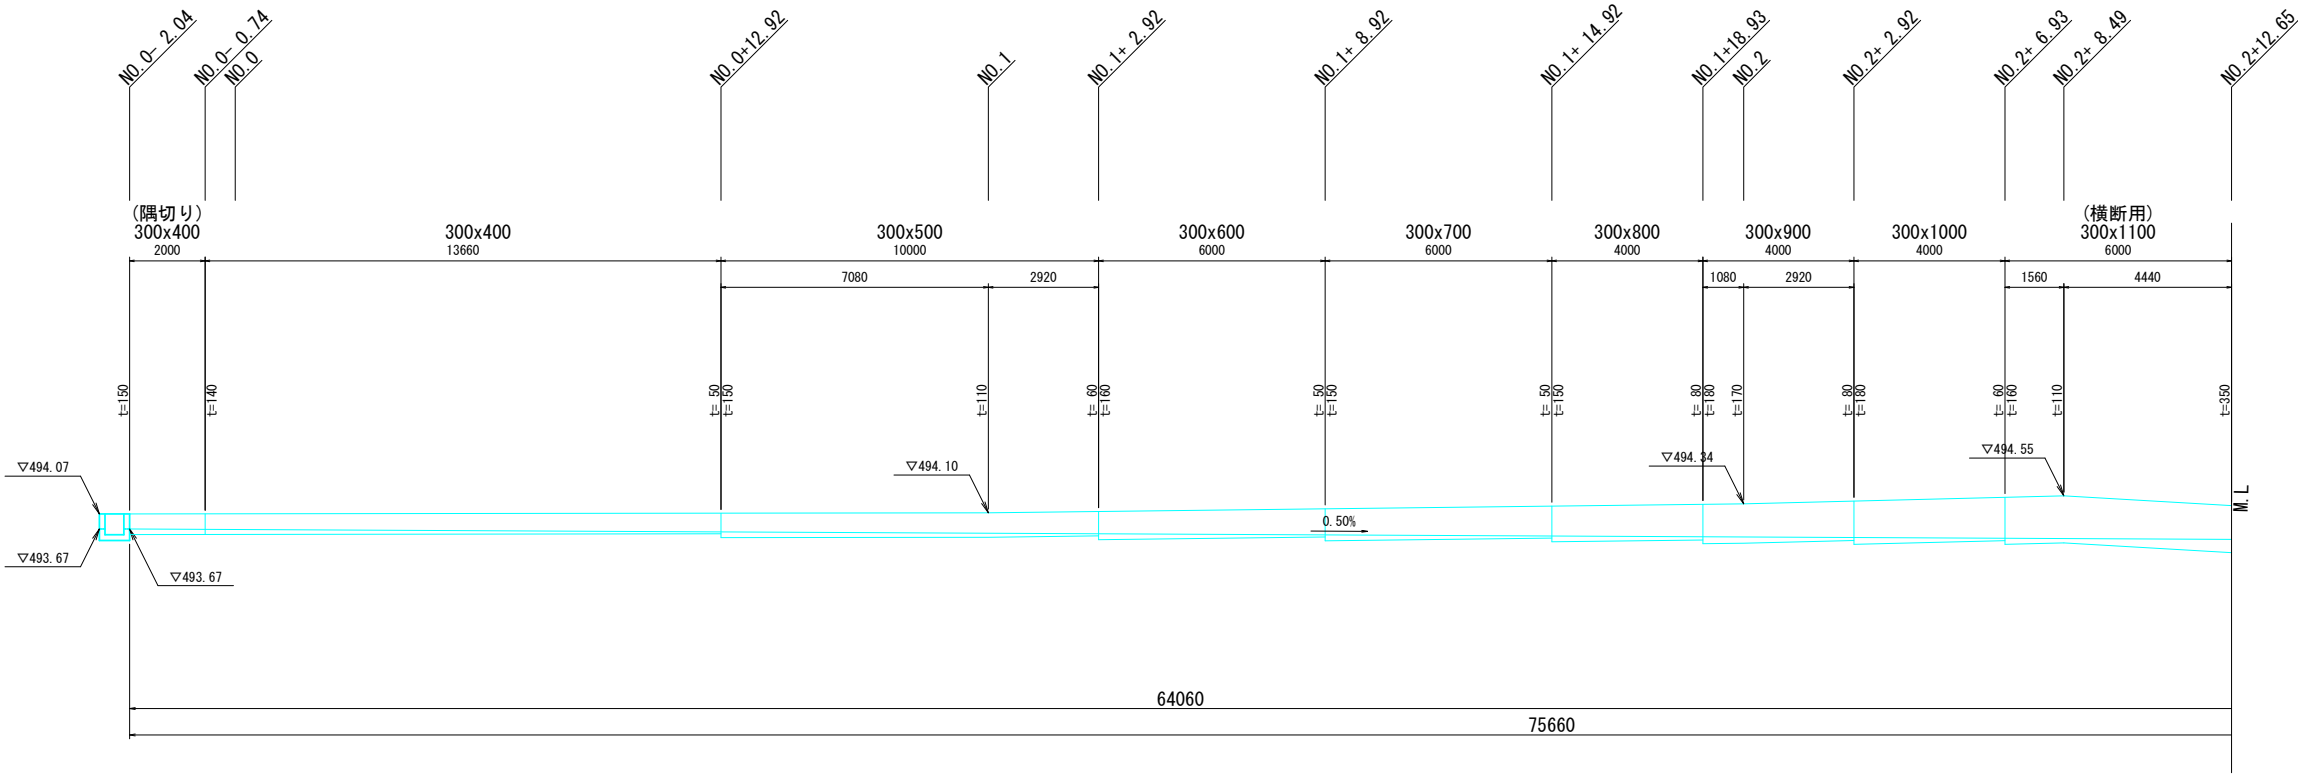 NO.0- 2.04
NO.0- 0.74
NO.0
NO.0+12.92
NO.1
NO.1+ 2.92
NO.1+ 8.92
NO.1+ 14.92
NO.1+18.93
NO.2
NO.2+ 2.92
NO.2+ 6.93
NO.2+ 8.49
NO.2+12.65
(隅切り)
(横断用)
300x400
300x400
300x500
300x600
300x700
300x800
300x900
300x1000
300x1100
2000
13660
10000
6000
6000
4000
4000
4000
6000
7080
2920
1080
2920
1560
4440
t=150
t=140
t= 50
t=150
t=110
t= 60
t=160
t= 50
t=150
t= 50
t=150
t= 80
t=180
t=170
t= 80
t=180
t= 60
t=160
t=110
t=350
▽494.07
▽494.10
▽494.34
▽494.55
M.L
0.50%
▽493.67
▽493.67
64060
75660